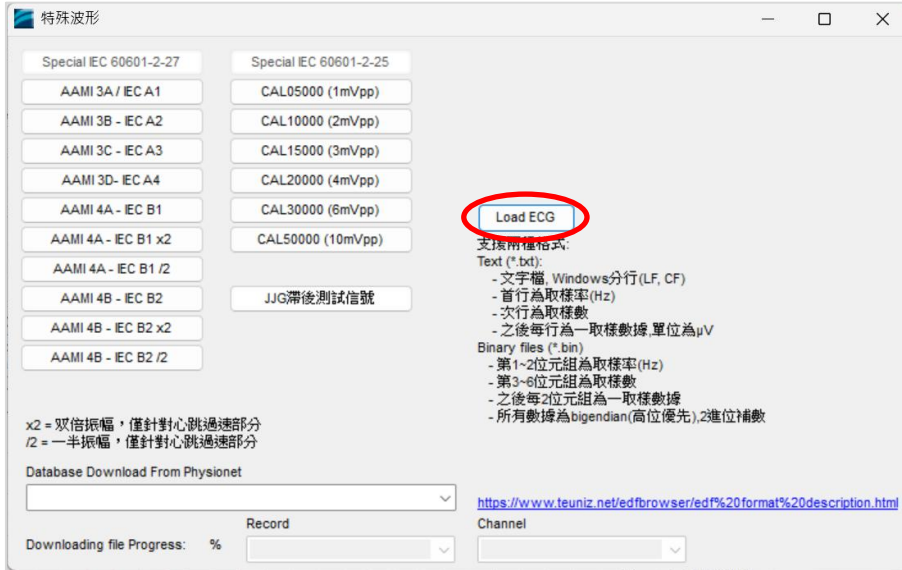 特殊波形
Special IEC 60601-2-27
AAMI 3A / IEC A1
AAMI 3B - IEC A2
AAMI 3C - IEC A3
AAMI 3D- IEC A4
AAMI 4A - IEC B1
AAMI 4A - IEC B1 x2
AAMI 4A - IEC B1 /2
AAMI 4B - IEC B2
AAMI 4B - IEC B2 x2
AAMI 4B - IEC B2 /2
Special IEC 60601-2-25
CAL05000 (1mVpp)
CAL10000 (2mVpp)
CAL15000 (3mVpp)
CAL20000 (4mVpp)
CAL30000 (6mVpp)
CAL50000 (10mVpp)
JJG滯後測試信號
Load ECG
支援兩種格式:
Text (*.txt):
- 文字檔, Windows分行(LF, CF)
- 首行為取樣率(Hz)
- 次行為取樣數
- 之後每行為一取樣數據,單位為μV
Binary files (*.bin)
- 第1~2位元組為取樣率(Hz)
- 第3~6位元組為取樣數
- 之後每2位元組為一取樣數據
- 所有數據為bigendian(高位優先),2進位補數
x2 = 双倍振幅，僅針對心跳過速部分
/2 = 一半振幅，僅針對心跳過速部分
Database Download From Physionet
https://www.teuniz.net/edfbrowser/edf%20format%20description.html
Record
Channel
Downloading file Progress: %